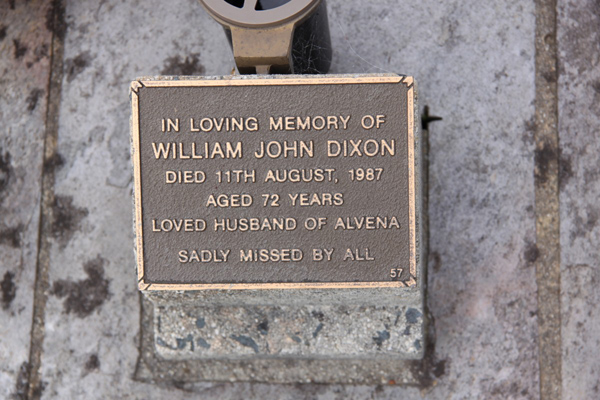 IN LOVING MEMORY OF
WILLIAM JOHN DIXON
DIED 11TH AUGUST, 1987
AGED 72 YEARS
LOVED HUSBAND OF ALVENA
SADLY MISSED BY ALL
57